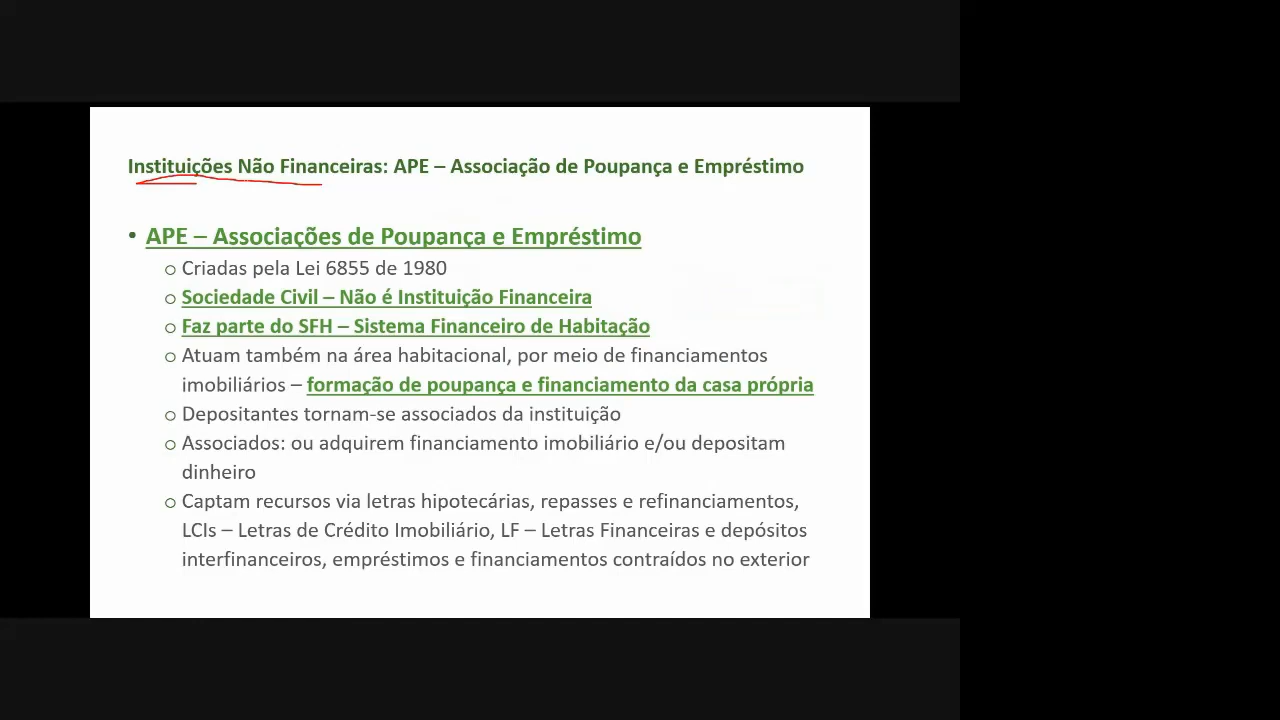 Instituições Não Financeiras: APE – Associação de Poupança e Empréstimo
• APE – Associações de Poupança e Empréstimo
o Criadas pela Lei 6855 de 1980
o Sociedade Civil – Não é Instituição Financeira
o Faz parte do SFH – Sistema Financeiro de Habitação
o Atuam também na área habitacional, por meio de financiamentos
imobiliários – formação de poupança e financiamento da casa própria
o Depositantes tornam-se associados da instituição
o Associados: ou adquirem financiamento imobiliário e/ou depositam
dinheiro
o Captam recursos via letras hipotecárias, repasses e refinanciamentos,
LCIs – Letras de Crédito Imobiliário, LF – Letras Financeiras e depósitos
interfinanceiros, empréstimos e financiamentos contraídos no exterior